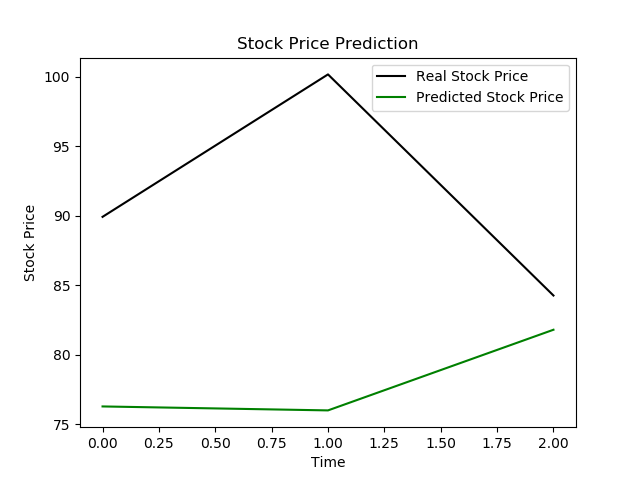 Stock Price Prediction
Real Stock Price
Predicted Stock Price
Stock Price
100
95
90
85
80
75
0.00 0.25 0.50 0.75 1.00 1.25 1.50 1.75 2.00
Time